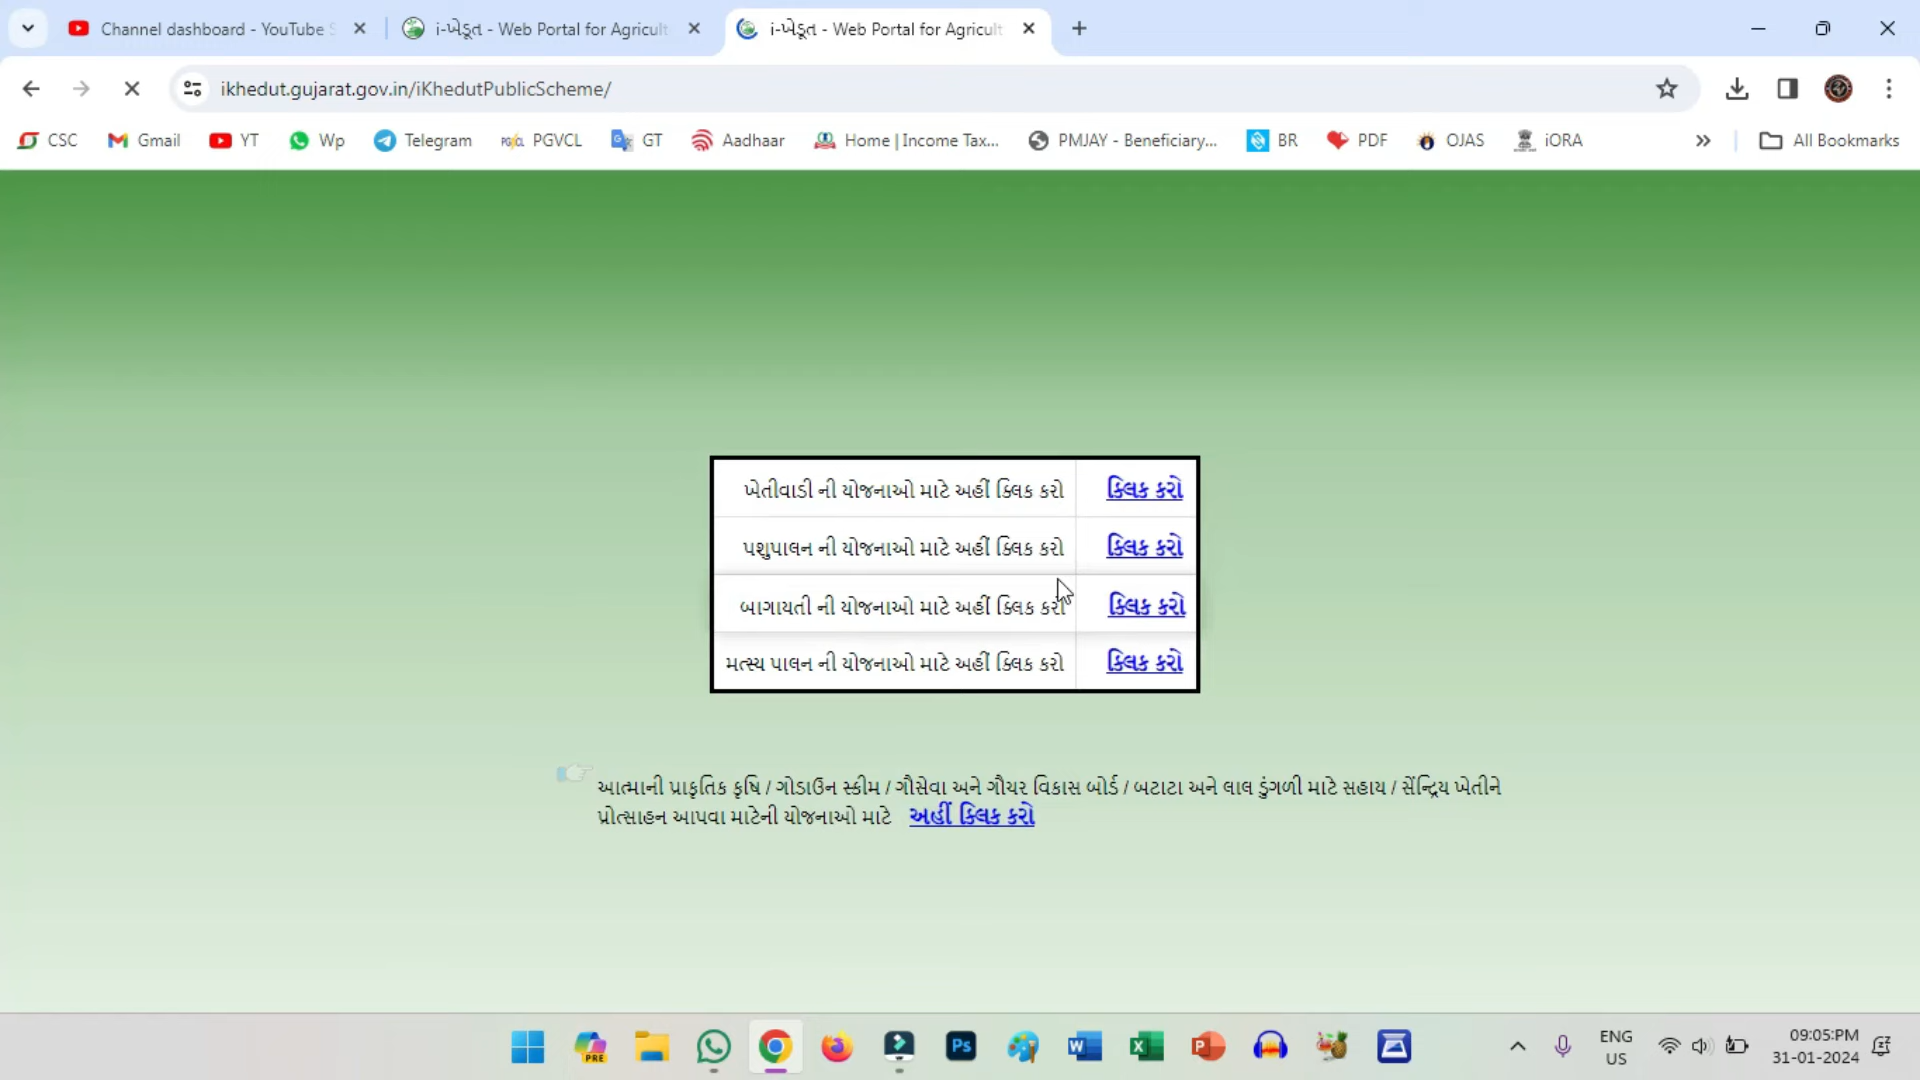 Channel dashboard - YouTube S
i-ખેડૂત - Web Portal for Agricult
i-ખેડૂત - Web Portal for Agricult
ikhedut.gujarat.gov.in/iKhedutPublicScheme/
CSC
Gmail
YT
Wp
Telegram
PGVCL
GT
Aadhaar
Home | Income Tax...
PMJAY - Beneficiary...
BR
PDF
OJAS
iORA
All Bookmarks
ખેતીવાડી ની યોજનાઓ માટે અહીં ક્લિક કરો ક્લિક કરો
પશુપાલન ની યોજનાઓ માટે અહીં ક્લિક કરો ક્લિક કરો
બાગાયતી ની યોજનાઓ માટે અહીં ક્લિક કરો ક્લિક કરો
મત્સ્ય પાલન ની યોજનાઓ માટે અહીં ક્લિક કરો ક્લિક કરો
આત્માની પ્રાકૃતિક કૃષિ / ગોડાઉન સ્કીમ / ગૌસેવા અને ગૌચર વિકાસ બોર્ડ / બટાટા અને લાલ ડુંગળી માટે સહાય / સેંન્દ્રિય ખેતીને
પ્રોત્સાહન આપવા માટેની યોજનાઓ માટે અહીં ક્લિક કરો
PRE
Ps
ENG
US
09:05:PM
31-01-2024